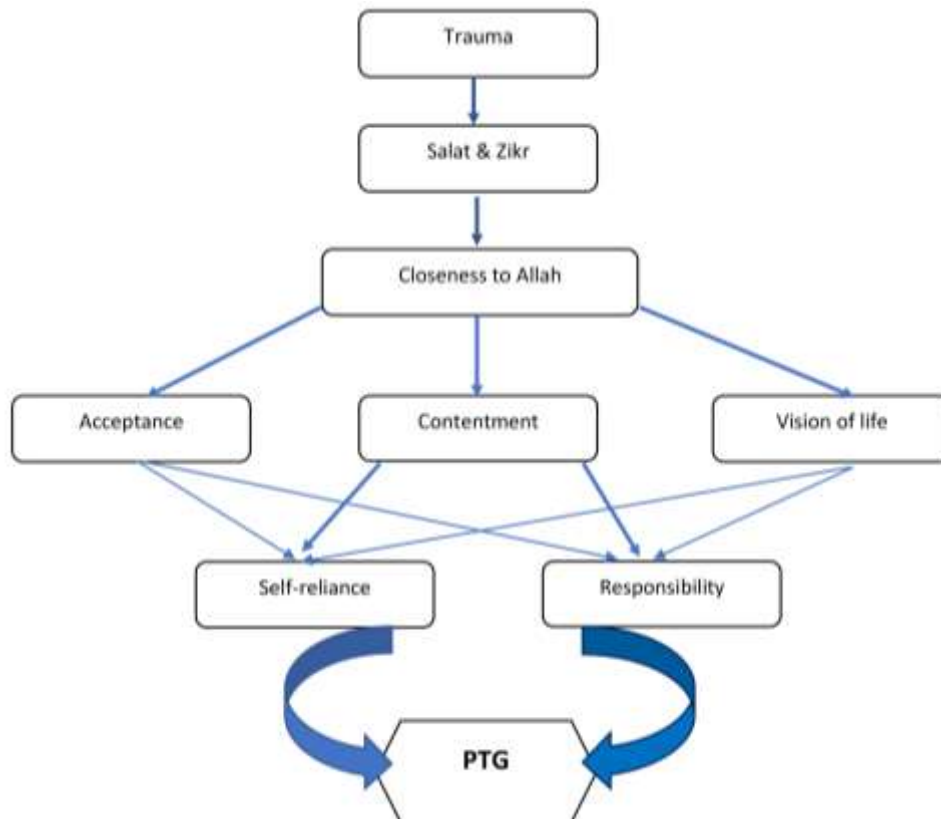 Trauma
Salat & Zikr
Closeness to Allah
Acceptance
Contentment
Vision of life
Self-reliance
Responsibility
PTG